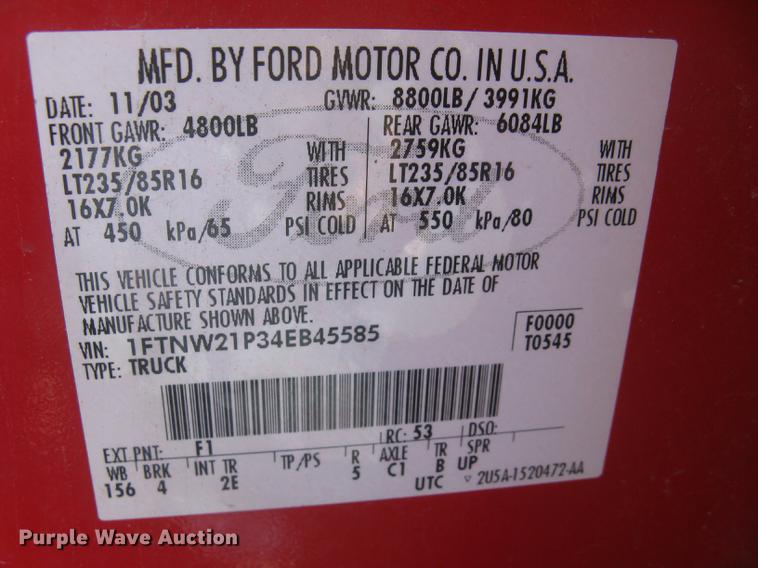 MFD. BY FORD MOTOR CO. IN U.S.A.
DATE: 11/03 GVWR: 8800LB/ 3991KG
FRONT GAWR: 4800LB REAR GAWR: 6084LB
2177KG WITH 2759KG WITH
LT235/85R16 TIRES LT235/85R16 TIRES
16X7.0K RIMS 16X7.0K RIMS
AT 450 kPa/65 PSI COLD AT 550 kPa/80 PSI COLD
Ford
THIS VEHICLE CONFORMS TO ALL APPLICABLE FEDERAL MOTOR
VEHICLE SAFETY STANDARDS IN EFFECT ON THE DATE OF
MANUFACTURE SHOWN ABOVE.
VIN: 1FTNW21P34EB45585 F0000
TYPE: TRUCK T0545
EXT PNT: F1 RC: 53 DSO:
WB BRK INT TR TP/PS R AXLE TR SPR
156 4 2E 5 C1 B UP
UTC ▽ 2U5A-1520472-AA
Purple Wave Auction